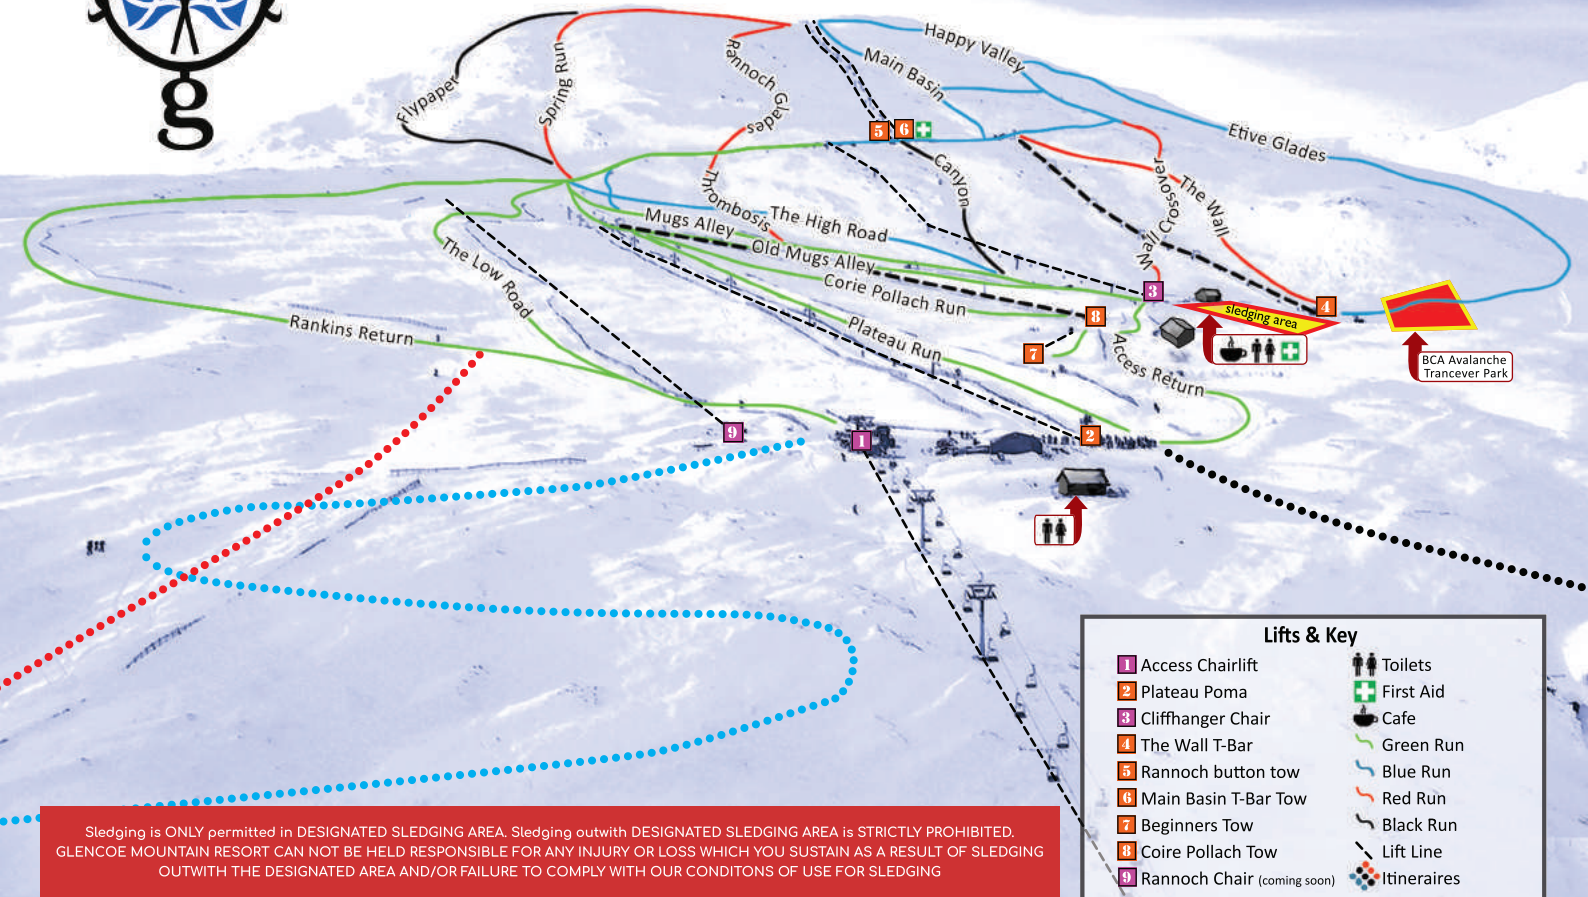 g
Happy Valley
Main Basin
Flypaper
Spring Run
Rannoch Glades
5
6
Etive Glades
Canyon
Wall Crossover
The Wall
Thrombosis
The High Road
Mugs Alley
Old Mugs Alley
Corie Pollach Run
The Low Road
3
4
sledging area
8
7
Rankins Return
Plateau Run
Access Return
BCA Avalanche
Trancever Park
9
1
2
Lifts & Key
1 Access Chairlift
2 Plateau Poma
3 Cliffhanger Chair
4 The Wall T-Bar
5 Rannoch button tow
6 Main Basin T-Bar Tow
7 Beginners Tow
8 Coire Pollach Tow
9 Rannoch Chair (coming soon)
Toilets
First Aid
Cafe
Green Run
Blue Run
Red Run
Black Run
Lift Line
Itineraires
Sledging is ONLY permitted in DESIGNATED SLEDGING AREA. Sledging outwith DESIGNATED SLEDGING AREA is STRICTLY PROHIBITED.
GLENCOE MOUNTAIN RESORT CAN NOT BE HELD RESPONSIBLE FOR ANY INJURY OR LOSS WHICH YOU SUSTAIN AS A RESULT OF SLEDGING
OUTWITH THE DESIGNATED AREA AND/OR FAILURE TO COMPLY WITH OUR CONDITONS OF USE FOR SLEDGING